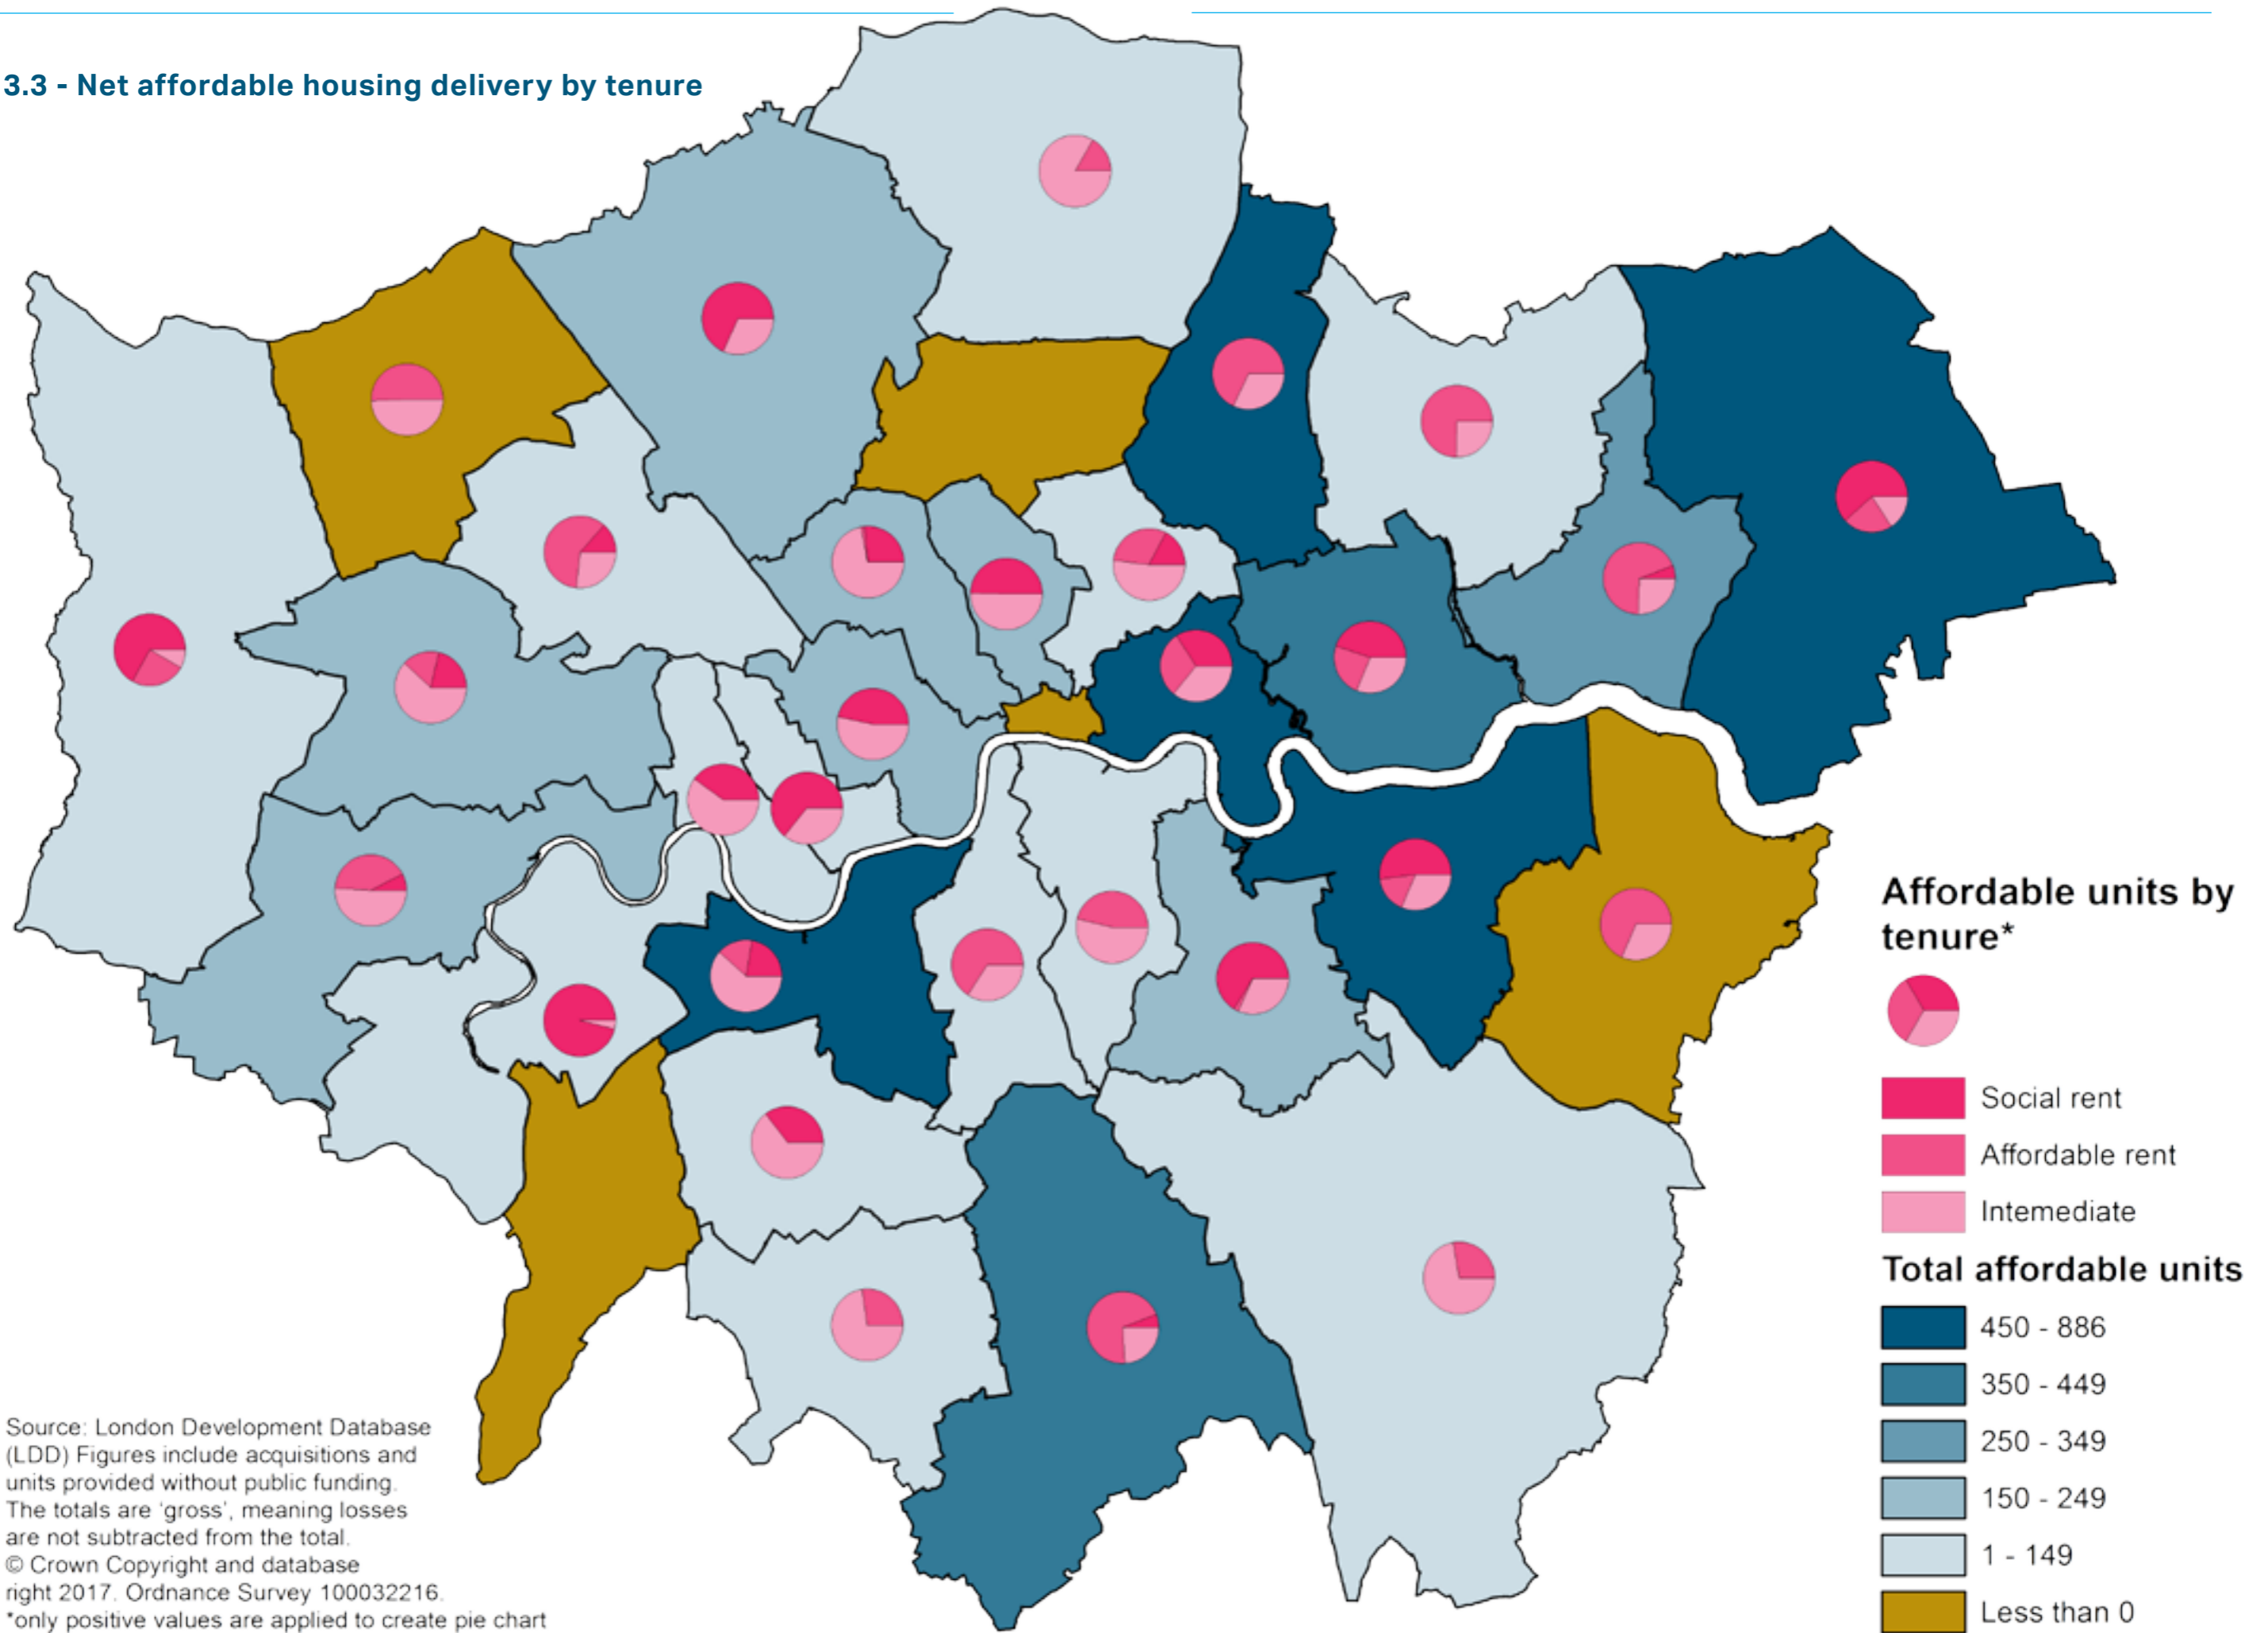 3.3 - Net affordable housing delivery by tenure
Affordable units by
tenure*
Social rent
Affordable rent
Intemediate
Total affordable units
450 - 886
350 - 449
250 - 349
150 - 249
1 - 149
Less than 0
Source: London Development Database
(LDD) Figures include acquisitions and
units provided without public funding.
The totals are ‘gross’, meaning losses
are not subtracted from the total.
© Crown Copyright and database
right 2017. Ordnance Survey 100032216.
*only positive values are applied to create pie chart